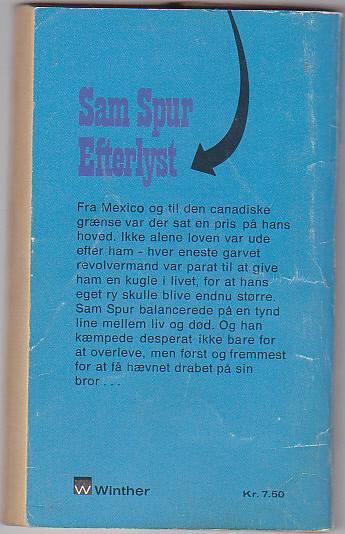 Sam Spur
Efterlyst
Fra Mexico og til den canadiske
grænse var der sat en pris på hans
hoved. Ikke alene loven var ude
efter ham - hver eneste garvet
revolvermand var parat til at give
ham en kugle i livet, for at hans
eget ry skulle blive endnu større.
Sam Spur balancerede på en tynd
line mellem liv og død. Og han
kæmpede desperat ikke bare for
at overleve, men først og fremmest
for at få hævnet drabet på sin
bror . . .
W Winther
Kr. 7.50